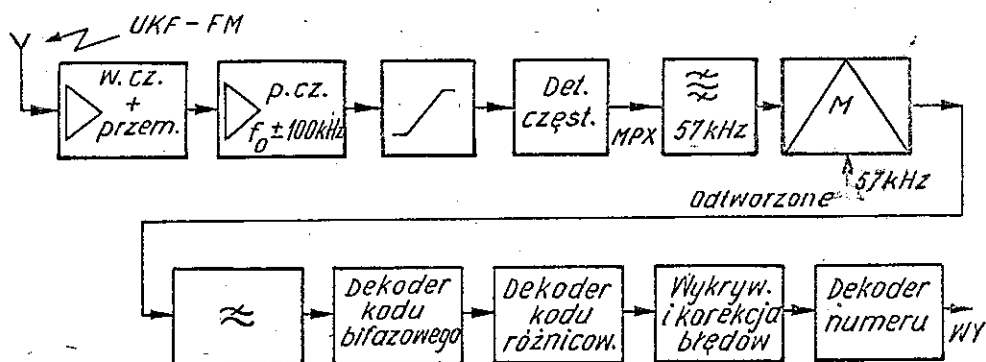 UKF-FM
w.cz.
+
przem.
p.cz.
f₀ ± 100kHz
Det.
częst.
MPX
57kHz
M
Odtworzone 57kHz
Dekoder
kodu
bifazowego
Dekoder
kodu
różnicow.
Wykryw.
i korekcja
błędów
Dekoder
numeru
WY